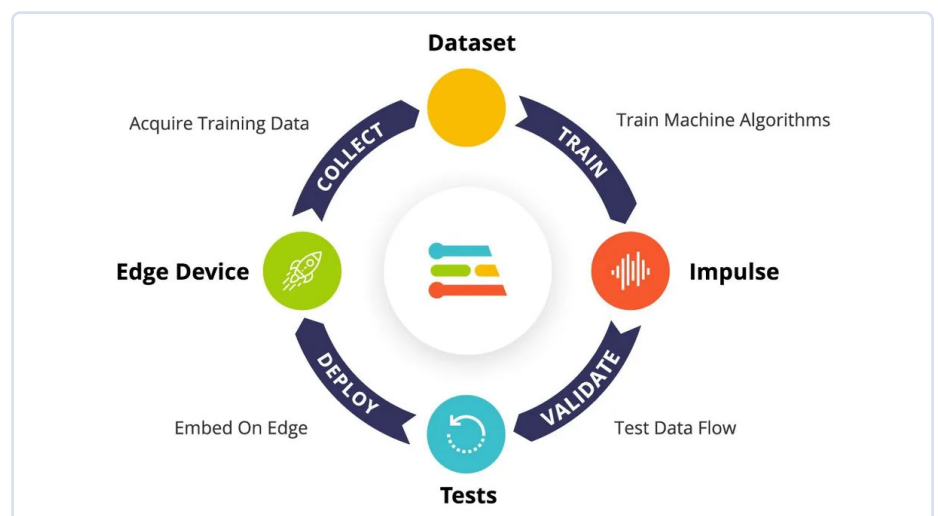 Dataset
Acquire Training Data
COLLECT
TRAIN
Train Machine Algorithms
Edge Device
Impulse
DEPLOY
VALIDATE
Embed On Edge
Test Data Flow
Tests